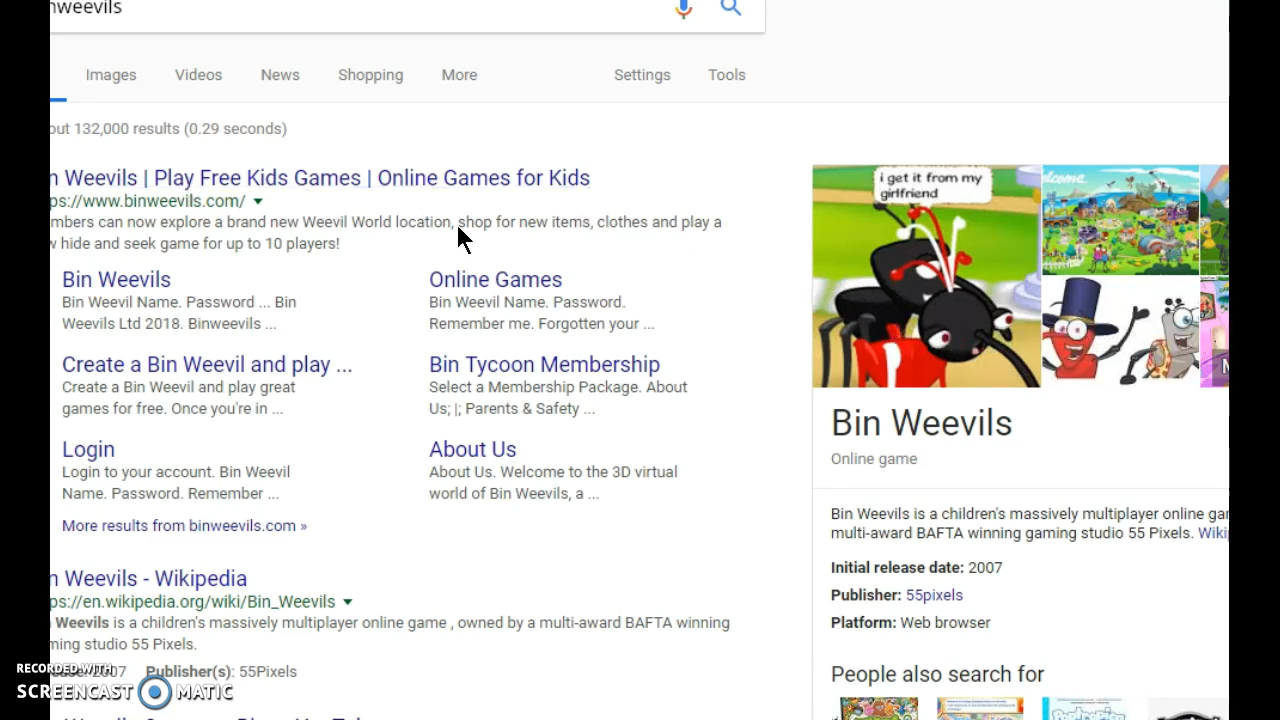 nweevils
Images Videos News Shopping More Settings Tools
out 132,000 results (0.29 seconds)
n Weevils | Play Free Kids Games | Online Games for Kids
ps://www.binweevils.com/
mbers can now explore a brand new Weevil World location, shop for new items, clothes and play a
w hide and seek game for up to 10 players!
Bin Weevils
Bin Weevil Name. Password ... Bin
Weevils Ltd 2018. Binweevils ...
Online Games
Bin Weevil Name. Password.
Remember me. Forgotten your ...
Create a Bin Weevil and play ...
Create a Bin Weevil and play great
games for free. Once you're in ...
Bin Tycoon Membership
Select a Membership Package. About
Us; |; Parents & Safety ...
Login
Login to your account. Bin Weevil
Name. Password. Remember ...
About Us
About Us. Welcome to the 3D virtual
world of Bin Weevils, a ...
More results from binweevils.com »
n Weevils - Wikipedia
ps://en.wikipedia.org/wiki/Bin_Weevils
Weevils is a children's massively multiplayer online game , owned by a multi-award BAFTA winning
ming studio 55 Pixels.
2007 Publisher(s): 55Pixels
i get it from my
girlfriend
Bin Weevils
Online game
Bin Weevils is a children's massively multiplayer online gar
multi-award BAFTA winning gaming studio 55 Pixels. Wiki
Initial release date: 2007
Publisher: 55pixels
Platform: Web browser
People also search for
RECORDED WITH
SCREENCAST MATIC